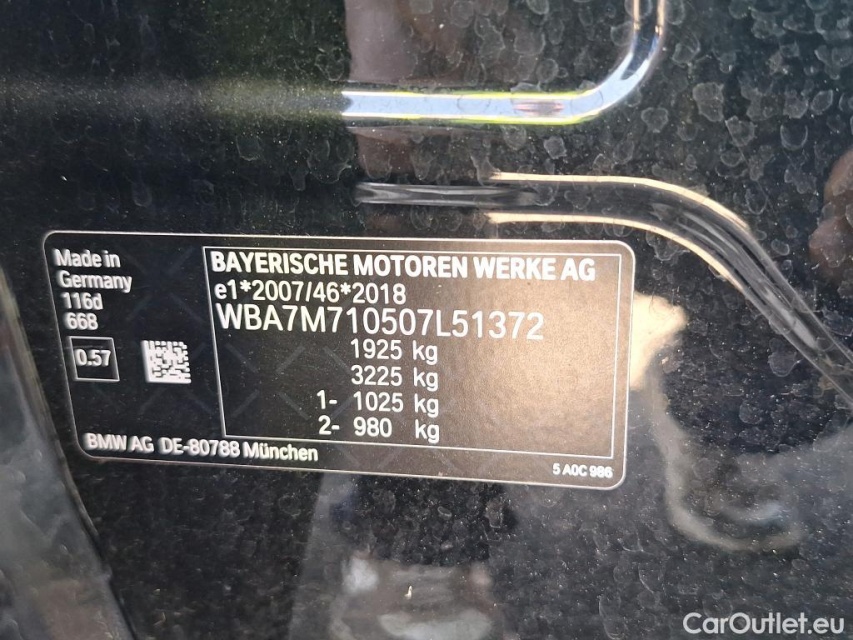 Made in
Germany
116d
668
0.57
BAYERISCHE MOTOREN WERKE AG
e1*2007/46*2018
WBA7M710507L51372
1925 kg
3225 kg
1- 1025 kg
2- 980 kg
BMW AG DE-80788 München
5 A0C 986
CarOutlet.eu